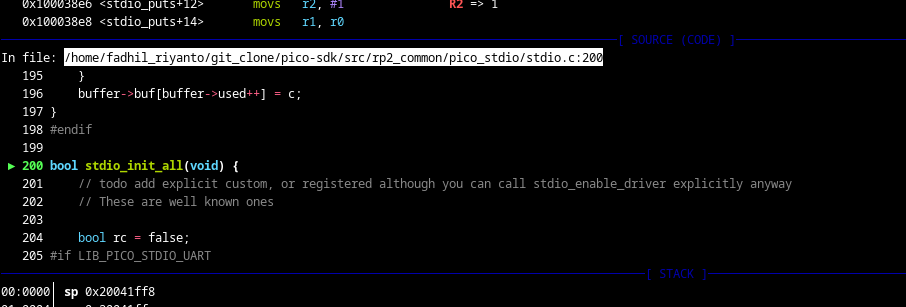 0x100038e6 <stdio_puts+12>       movs   r2, #1               R2 => 1
0x100038e8 <stdio_puts+14>       movs   r1, r0
[ SOURCE (CODE) ]
In file: /home/fadhil_riyanto/git_clone/pico-sdk/src/rp2_common/pico_stdio/stdio.c:200
195     }
196     buffer->buf[buffer->used++] = c;
197 }
198 #endif
199
► 200 bool stdio_init_all(void) {
201     // todo add explicit custom, or registered although you can call stdio_enable_driver explicitly anyway
202     // These are well known ones
203
204     bool rc = false;
205 #if LIB_PICO_STDIO_UART
[ STACK ]
00:0000│ sp 0x20041ff8